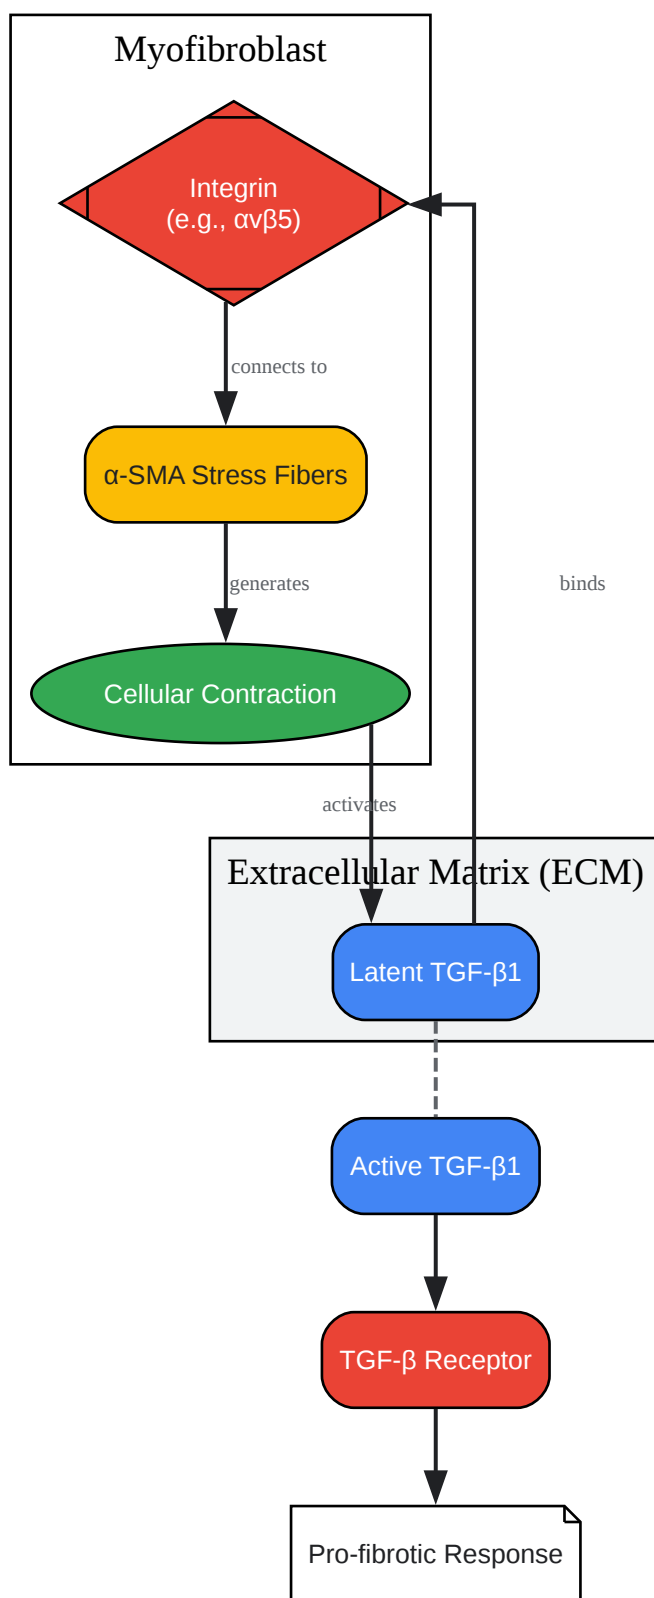 Myofibroblast
Integrin
(e.g., αvβ5)
connects to
α-SMA Stress Fibers
generates
binds
Cellular Contraction
activates
Extracellular Matrix (ECM)
Latent TGF-β1
Active TGF-β1
TGF-β Receptor
Pro-fibrotic Response